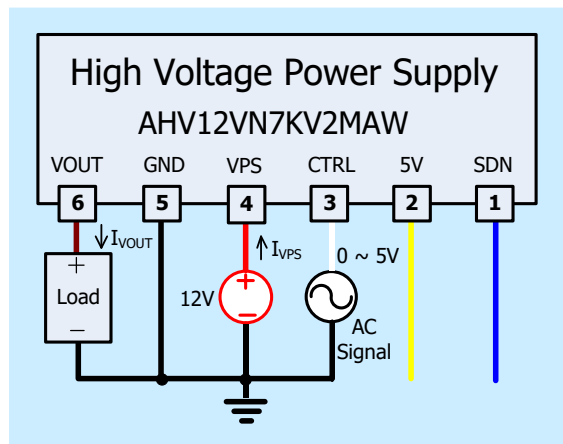 High Voltage Power Supply
AHV12VN7KV2MAW
VOUT GND VPS CTRL 5V SDN
6 5 4 3 2 1
IVOUT IVPS 0 ~ 5V
+ +
Load 12V
− −
AC
Signal